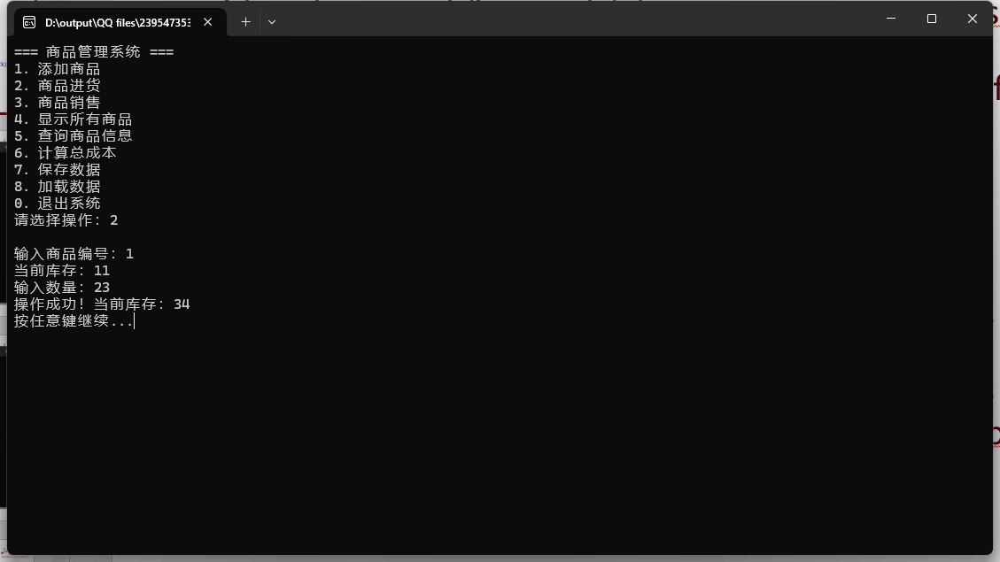 D:\output\QQ files\239547353
=== 商品管理系统 ===
1. 添加商品
2. 商品进货
3. 商品销售
4. 显示所有商品
5. 查询商品信息
6. 计算总成本
7. 保存数据
8. 加载数据
0. 退出系统
请选择操作: 2
输入商品编号: 1
当前库存: 11
输入数量: 23
操作成功! 当前库存: 34
按任意键继续...